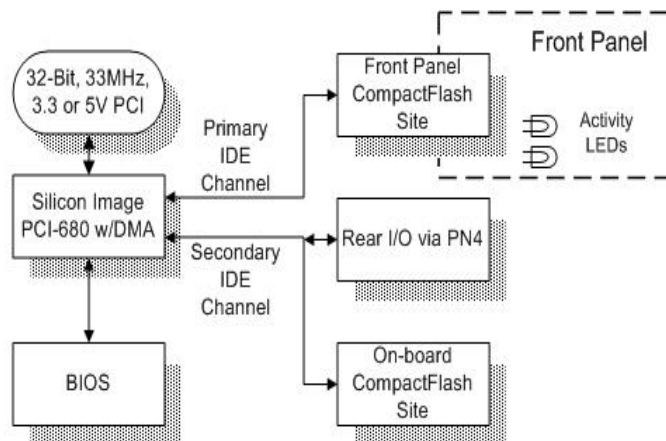 32-Bit, 33MHz,
3.3 or 5V PCI
Silicon Image
PCI-680 w/DMA
BIOS
Primary
IDE
Channel
Secondary
IDE
Channel
Front Panel
CompactFlash
Site
Rear I/O via PN4
On-board
CompactFlash
Site
Front Panel
Activity
LEDs